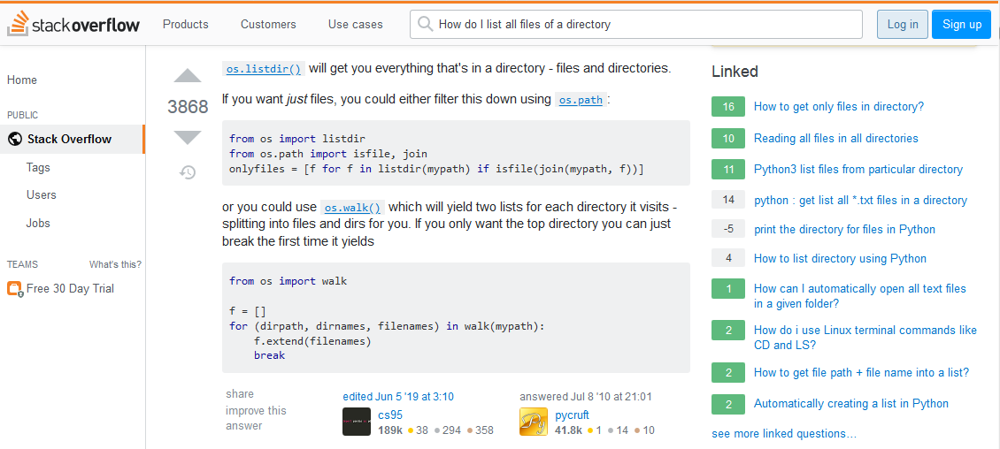 stackoverflow
Products
Customers
Use cases
How do I list all files of a directory
Log in
Sign up
Home
PUBLIC
Stack Overflow
Tags
Users
Jobs
TEAMS
What's this?
Free 30 Day Trial
3868
os.listdir() will get you everything that's in a directory - files and directories.
If you want just files, you could either filter this down using os.path :
from os import listdir
from os.path import isfile, join
onlyfiles = [f for f in listdir(mypath) if isfile(join(mypath, f))]
or you could use os.walk() which will yield two lists for each directory it visits -
splitting into files and dirs for you. If you only want the top directory you can just
break the first time it yields
from os import walk
f = []
for (dirpath, dirnames, filenames) in walk(mypath):
    f.extend(filenames)
    break
share
improve this
answer
edited Jun 5 '19 at 3:10
cs95
189k 38 294 358
answered Jul 8 '10 at 21:01
pycruft
41.8k 1 14 10
Linked
16 How to get only files in directory?
10 Reading all files in all directories
11 Python3 list files from particular directory
14 python : get list all *.txt files in a directory
-5 print the directory for files in Python
4 How to list directory using Python
1 How can I automatically open all text files
in a given folder?
2 How do i use Linux terminal commands like
CD and LS?
2 How to get file path + file name into a list?
2 Automatically creating a list in Python
see more linked questions…